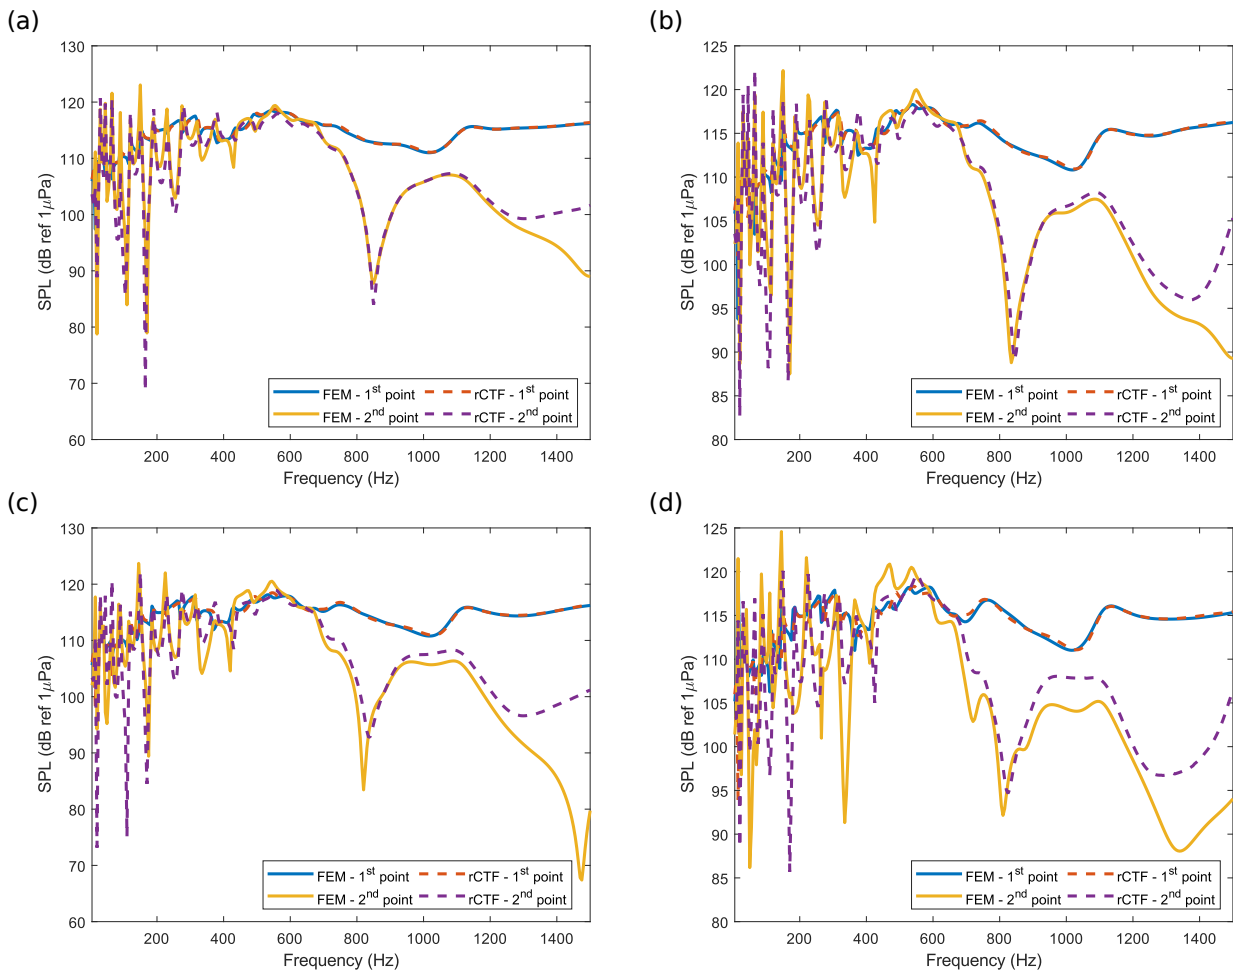 (a)
130
120
110
100
90
80
70
60
SPL (dB ref 1μPa)
200 400 600 800 1000 1200 1400
Frequency (Hz)
FEM - 1st point rCTF - 1st point
FEM - 2nd point rCTF - 2nd point
(b)
125
120
115
110
105
100
95
90
85
80
SPL (dB ref 1μPa)
200 400 600 800 1000 1200 1400
Frequency (Hz)
FEM - 1st point rCTF - 1st point
FEM - 2nd point rCTF - 2nd point
(c)
130
120
110
100
90
80
70
60
SPL (dB ref 1μPa)
200 400 600 800 1000 1200 1400
Frequency (Hz)
FEM - 1st point rCTF - 1st point
FEM - 2nd point rCTF - 2nd point
(d)
125
120
115
110
105
100
95
90
85
80
SPL (dB ref 1μPa)
200 400 600 800 1000 1200 1400
Frequency (Hz)
FEM - 1st point rCTF - 1st point
FEM - 2nd point rCTF - 2nd point